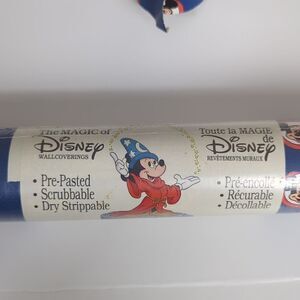 The MAGIC of
Disney
WALLCOVERINGS
• Pre-Pasted
• Scrubbable
• Dry Strippable
Toute la MAGIE
de
Disney
REVÊTEMENTS MURAUX
• Pré-encollé
• Récurable
• Décollable